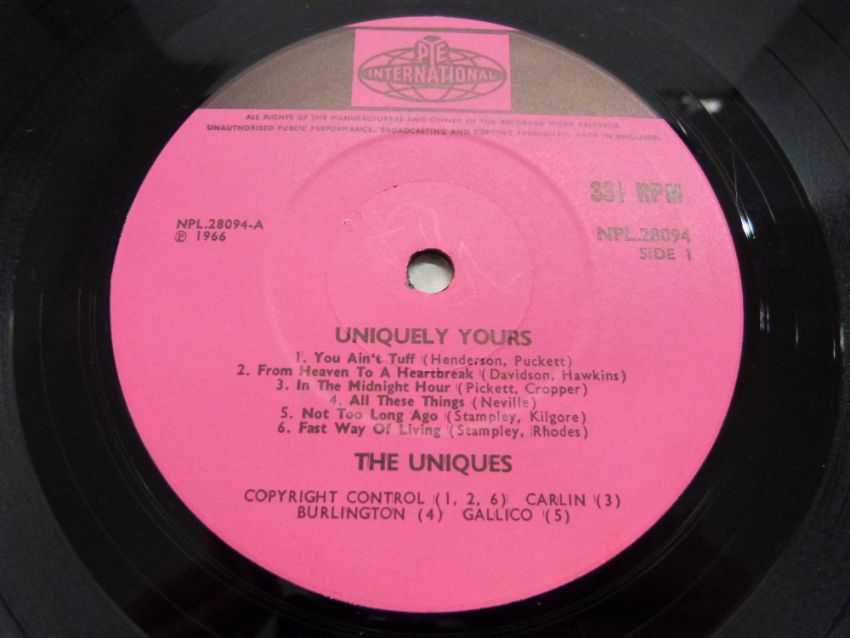 PYE
INTERNATIONAL
ALL RIGHTS OF THE MANUFACTURERS AND OWNER OF THE RECORDED WORK RESERVED.
UNAUTHORISED PUBLIC PERFORMANCE, BROADCASTING AND COPYING PROHIBITED. MADE IN ENGLAND.
33⅓ RPM
NPL.28094-A
℗ 1966
NPL.28094
SIDE 1
UNIQUELY YOURS
1. You Ain't Tuff (Henderson, Puckett)
2. From Heaven To A Heartbreak (Davidson, Hawkins)
3. In The Midnight Hour (Pickett, Cropper)
4. All These Things (Neville)
5. Not Too Long Ago (Stampley, Kilgore)
6. Fast Way Of Living (Stampley, Rhodes)
THE UNIQUES
COPYRIGHT CONTROL (1, 2, 6) CARLIN (3)
BURLINGTON (4) GALLICO (5)